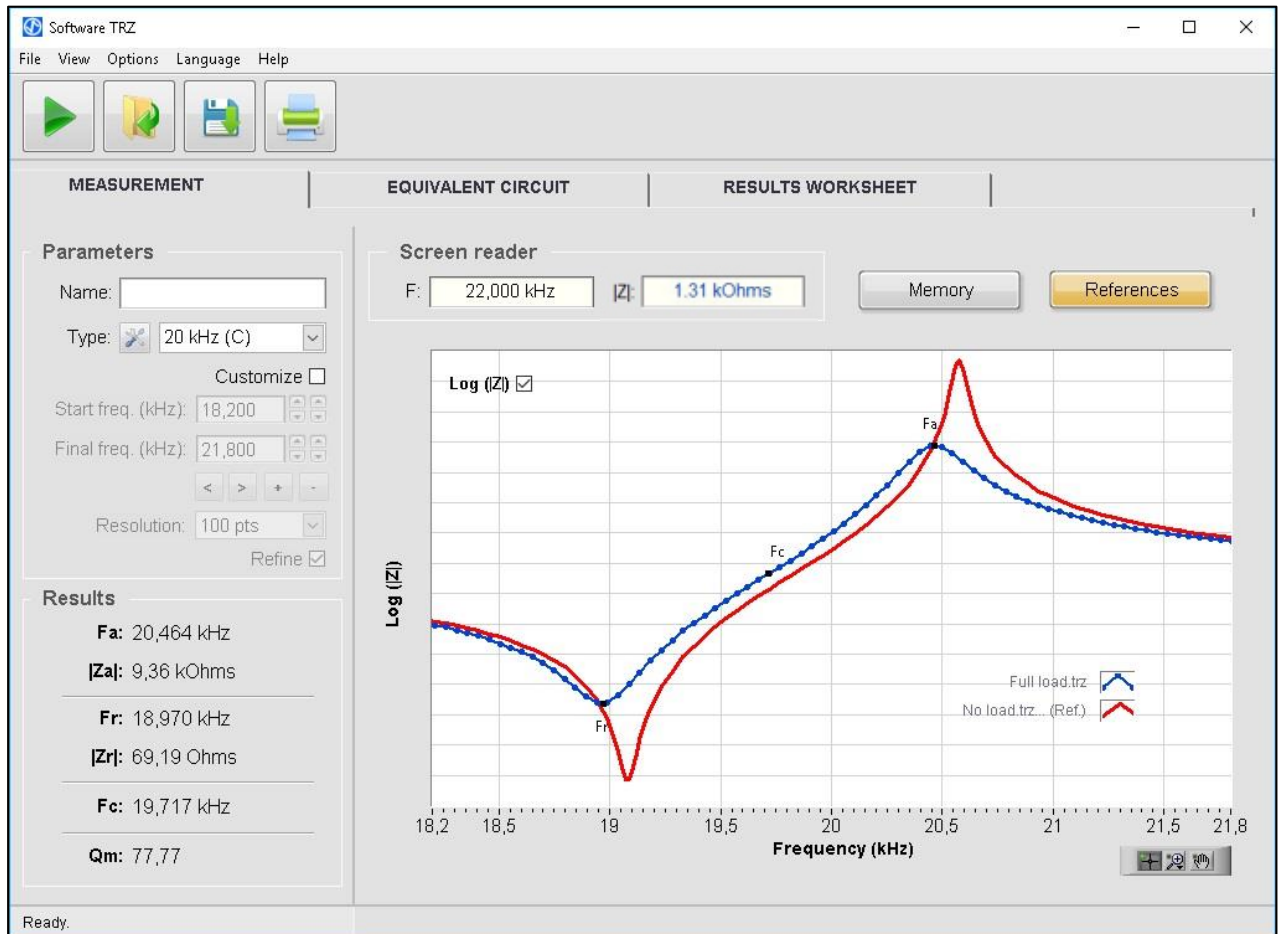 Software TRZ
File View Options Language Help
MEASUREMENT EQUIVALENT CIRCUIT RESULTS WORKSHEET
Parameters
Name:
Type: 20 kHz (C)
Customize
Start freq. (kHz): 18,200
Final freq. (kHz): 21,800
< > + -
Resolution: 100 pts
Refine
Results
Fa: 20,464 kHz
|Za|: 9,36 kOhms
Fr: 18,970 kHz
|Zr|: 69,19 Ohms
Fc: 19,717 kHz
Qm: 77,77
Screen reader
F: 22,000 kHz |Z|: 1.31 kOhms
Memory References
Log (|Z|)
Fa
Fc
Fr
Log (|Z|)
Full load.trz
No load.trz... (Ref.)
18,2 18,5 19 19,5 20 20,5 21 21,5 21,8
Frequency (kHz)
Ready.